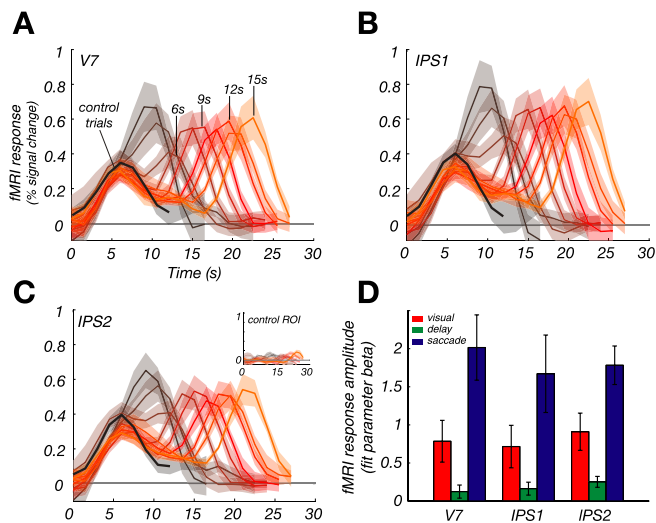 A
V7
fMRI response
(% signal change)
1
0.8
0.6
0.4
0.2
0
control
trials
6s
9s
12s
15s
0
5
10
15
20
25
30
Time (s)
B
IPS1
1
0.8
0.6
0.4
0.2
0
0
5
10
15
20
25
30
C
IPS2
1
0.8
0.6
0.4
0.2
0
0
5
10
15
20
25
30
control ROI
1
0
0
15
30
D
fMRI response amplitude
(fit parameter beta)
visual
delay
saccade
2
1.5
1
0.5
0
V7
IPS1
IPS2